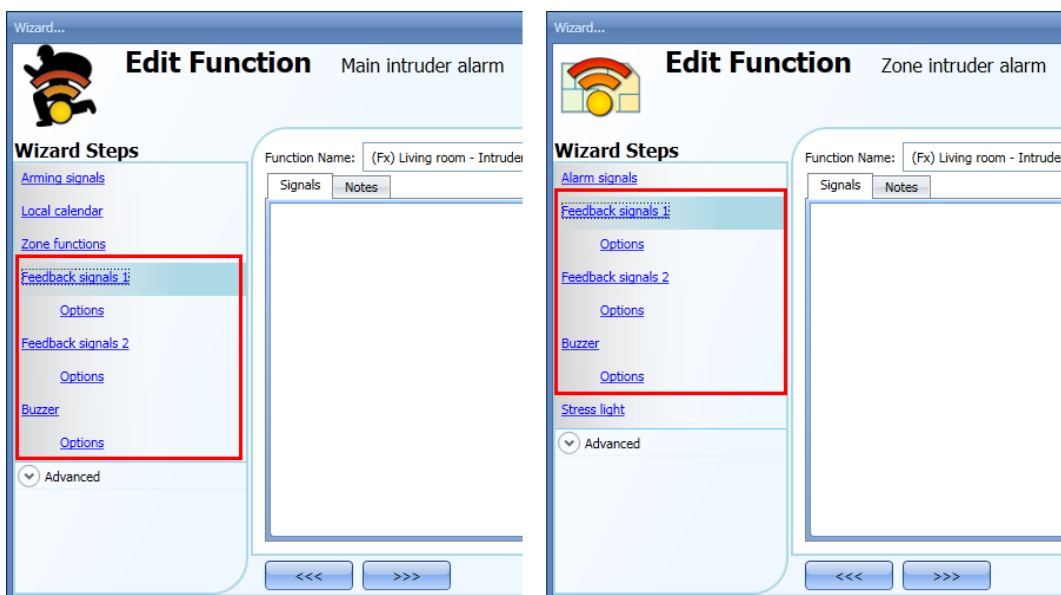 Wizard...
Edit Function Main intruder alarm
Wizard Steps
Arming signals
Local calendar
Zone functions
Feedback signals 1
Options
Feedback signals 2
Options
Buzzer
Options
Advanced
Function Name: (Fx) Living room - Intruder
Signals Notes
<<< >>>
Wizard...
Edit Function Zone intruder alarm
Wizard Steps
Alarm signals
Feedback signals 1
Options
Feedback signals 2
Options
Buzzer
Options
Stress light
Advanced
Function Name: (Fx) Living room - Intrude
Signals Notes
<<< >>>